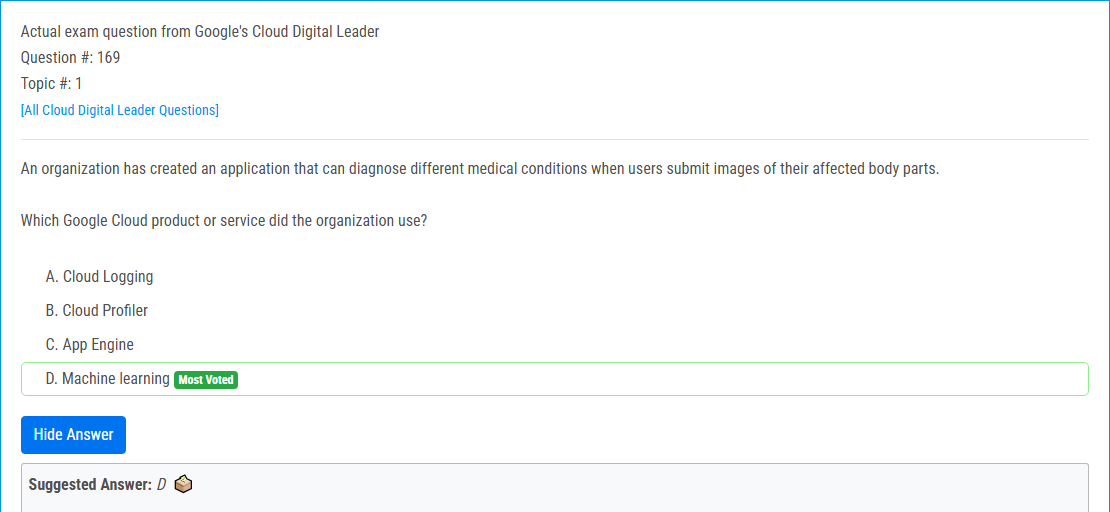 Actual exam question from Google's Cloud Digital Leader
Question #: 169
Topic #: 1
[All Cloud Digital Leader Questions]
An organization has created an application that can diagnose different medical conditions when users submit images of their affected body parts.
Which Google Cloud product or service did the organization use?
A. Cloud Logging
B. Cloud Profiler
C. App Engine
D. Machine learning Most Voted
Hide Answer
Suggested Answer: D